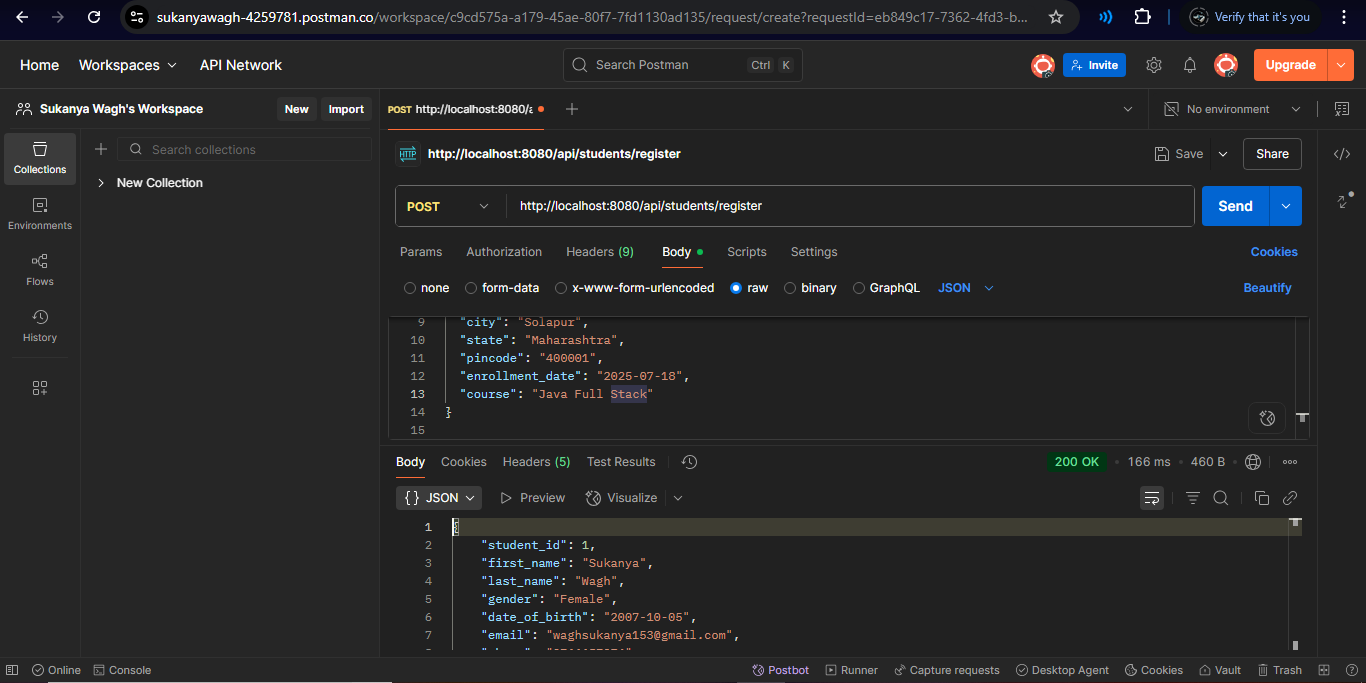 sukanyawagh-4259781.postman.co/workspace/c9cd575a-a179-45ae-80f7-7fd1130ad135/request/create?requestId=eb849c17-7362-4fd3-b... Verify that it's you
Home Workspaces API Network Search Postman Ctrl K Invite Upgrade
Sukanya Wagh's Workspace New Import POST http://localhost:8080/a No environment
Collections Search collections HTTP http://localhost:8080/api/students/register Save Share
New Collection
POST http://localhost:8080/api/students/register Send
Environments
Params Authorization Headers (9) Body Scripts Settings Cookies
Flows
none form-data x-www-form-urlencoded raw binary GraphQL JSON Beautify
History
9 "city": "Solapur",
10 "state": "Maharashtra",
11 "pincode": "400001",
12 "enrollment_date": "2025-07-18",
13 "course": "Java Full Stack"
14 }
15
Body Cookies Headers (5) Test Results 200 OK • 166 ms • 460 B
{} JSON Preview Visualize
1 {
2 "student_id": 1,
3 "first_name": "Sukanya",
4 "last_name": "Wagh",
5 "gender": "Female",
6 "date_of_birth": "2007-10-05",
7 "email": "waghsukanya153@gmail.com",
Online Console Postbot Runner Capture requests Desktop Agent Cookies Vault Trash